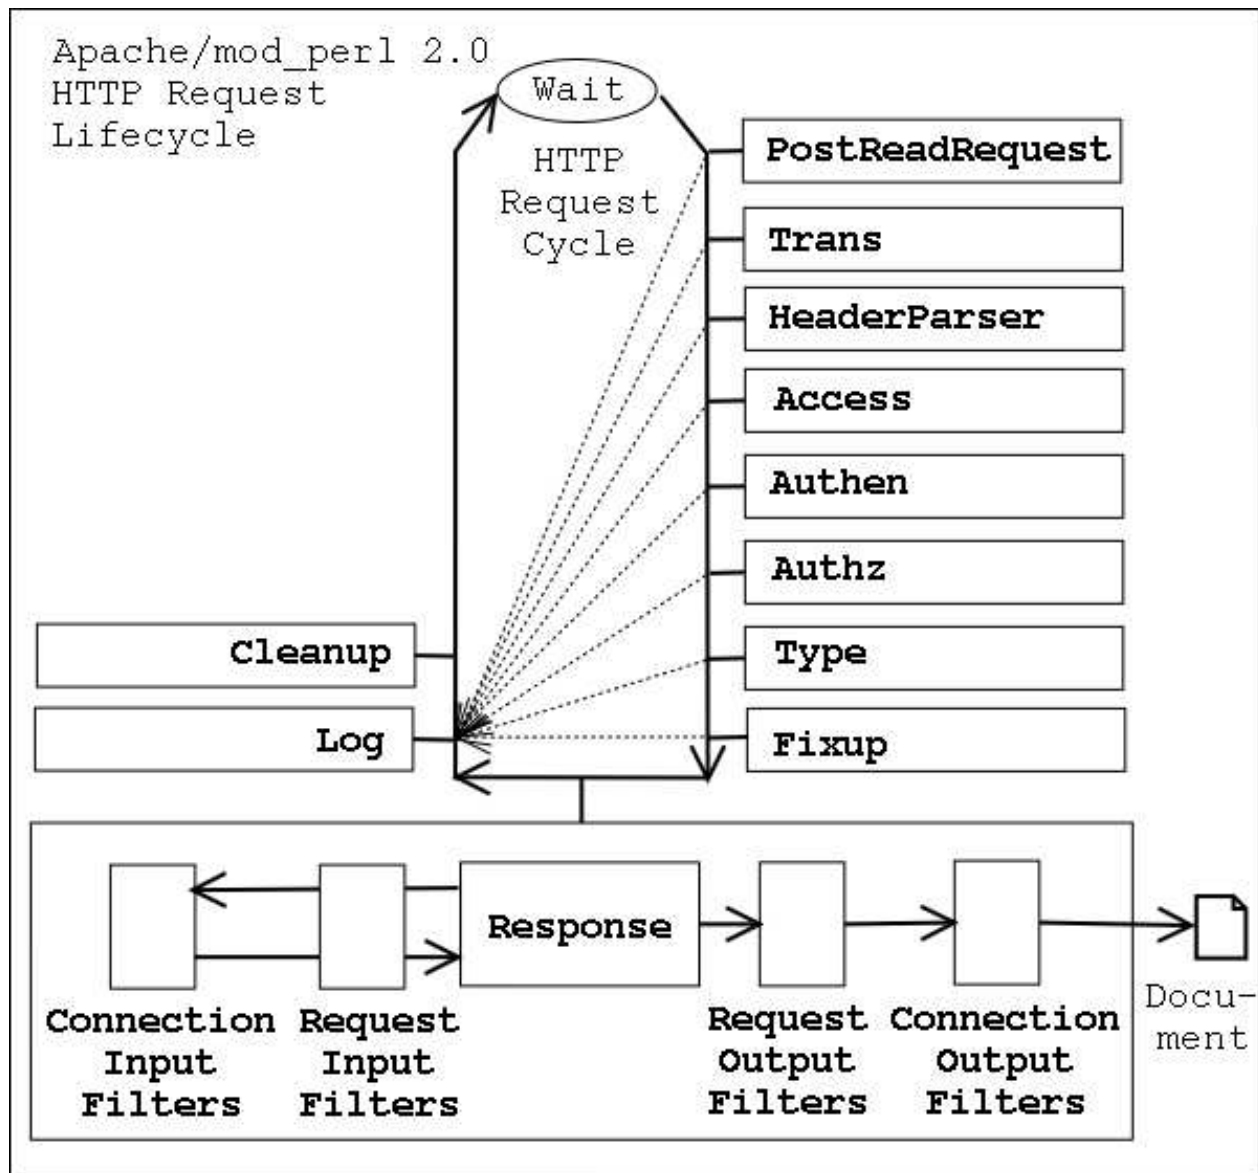 Apache/mod_perl 2.0
HTTP Request
Lifecycle
Wait
HTTP
Request
Cycle
PostReadRequest
Trans
HeaderParser
Access
Authen
Authz
Type
Fixup
Cleanup
Log
Response
Connection
Input
Filters
Request
Input
Filters
Request
Output
Filters
Connection
Output
Filters
Docu-
ment